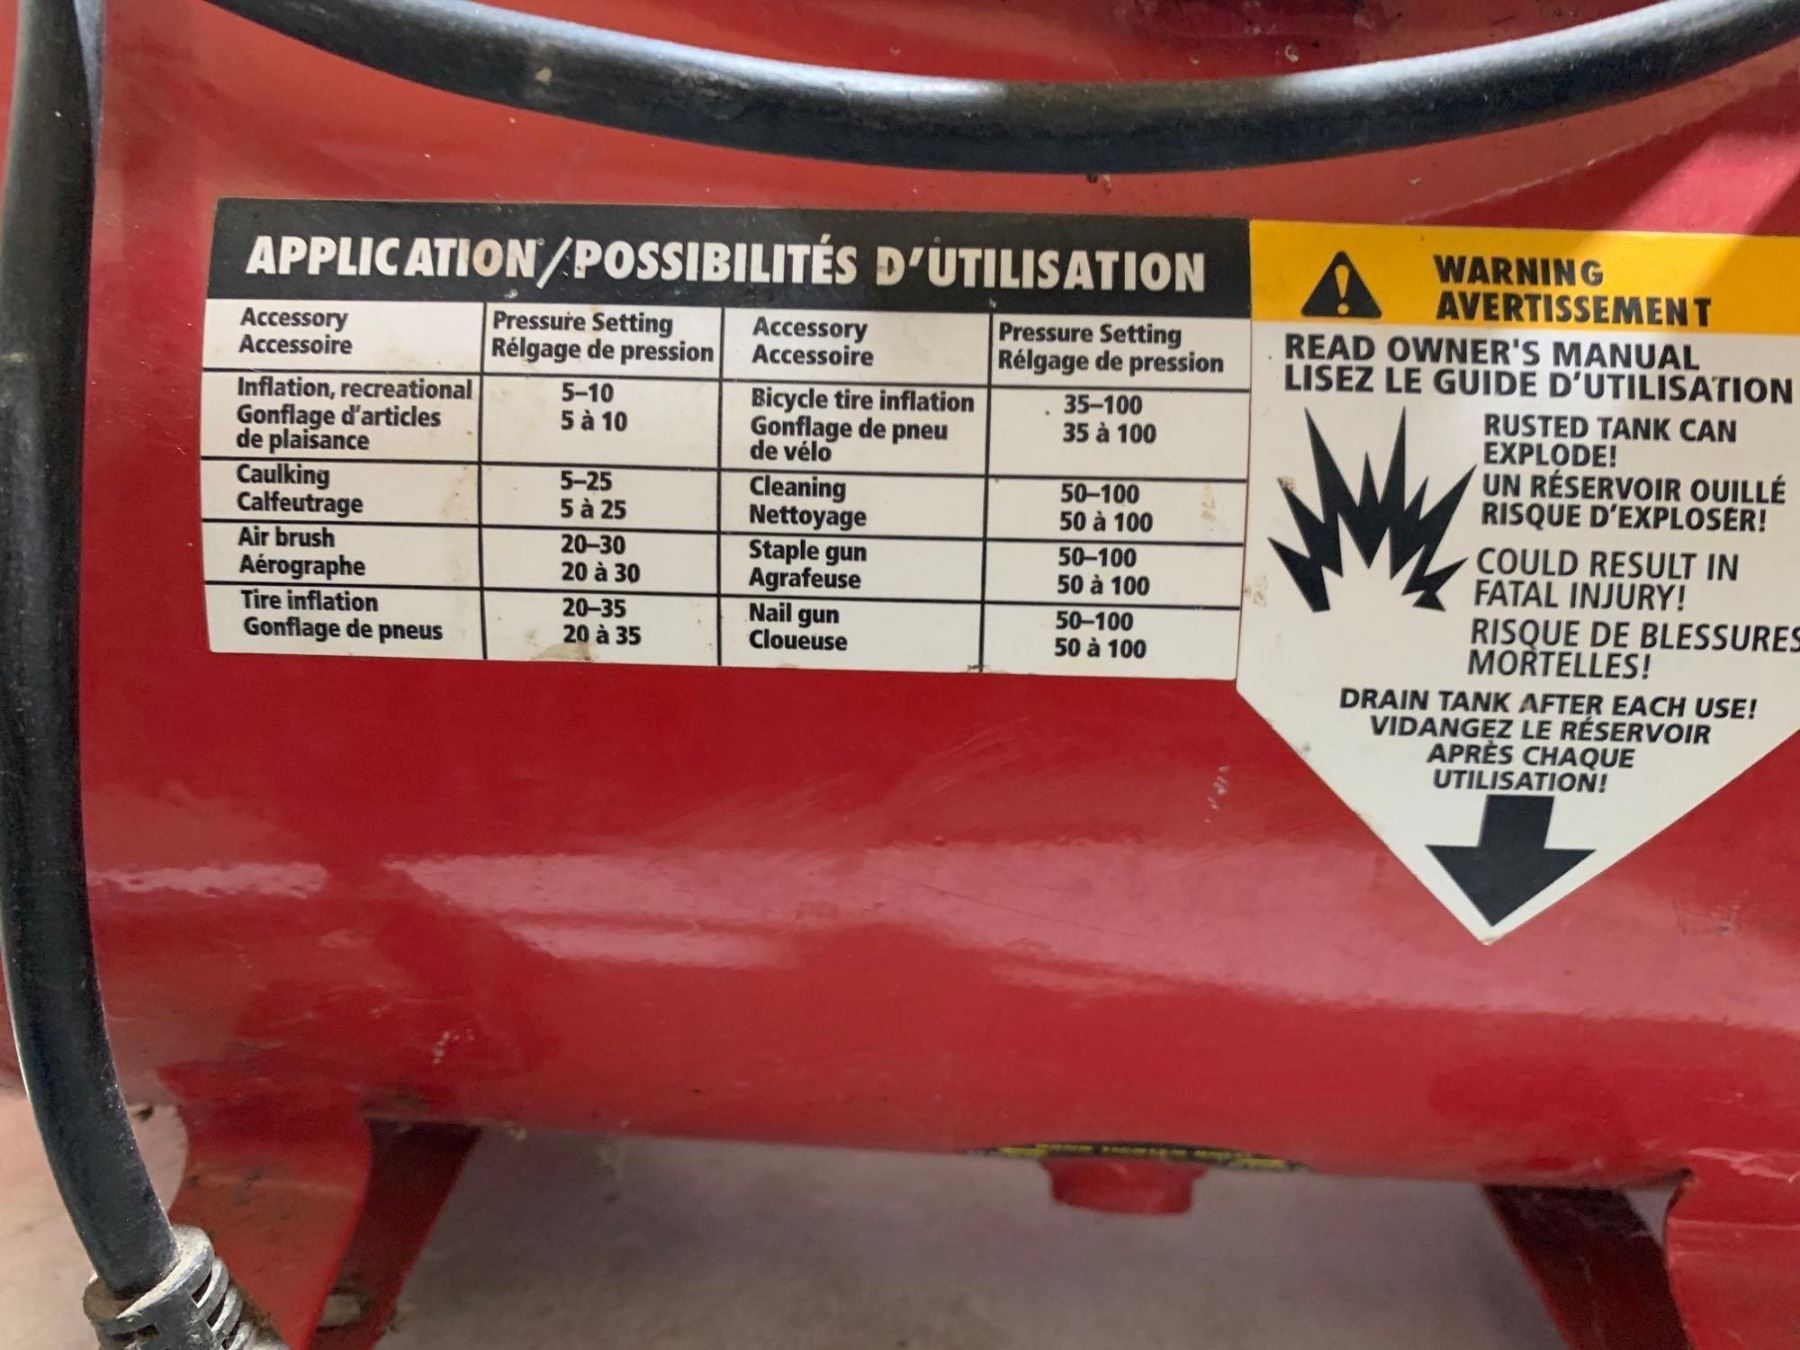 APPLICATION/POSSIBILITÉS D'UTILISATION
Accessory
Accessoire
Pressure Setting
Rélgage de pression
Accessory
Accessoire
Pressure Setting
Rélgage de pression
Inflation, recreational
Gonflage d'articles
de plaisance
5–10
5 à 10
Bicycle tire inflation
Gonflage de pneu
de vélo
35–100
35 à 100
Caulking
Calfeutrage
5–25
5 à 25
Cleaning
Nettoyage
50–100
50 à 100
Air brush
Aérographe
20–30
20 à 30
Staple gun
Agrafeuse
50–100
50 à 100
Tire inflation
Gonflage de pneus
20–35
20 à 35
Nail gun
Cloueuse
50–100
50 à 100
WARNING
AVERTISSEMENT
READ OWNER'S MANUAL
LISEZ LE GUIDE D'UTILISATION
RUSTED TANK CAN
EXPLODE!
UN RÉSERVOIR OUILLÉ
RISQUE D'EXPLOSER!
COULD RESULT IN
FATAL INJURY!
RISQUE DE BLESSURES
MORTELLES!
DRAIN TANK AFTER EACH USE!
VIDANGEZ LE RÉSERVOIR
APRÈS CHAQUE
UTILISATION!